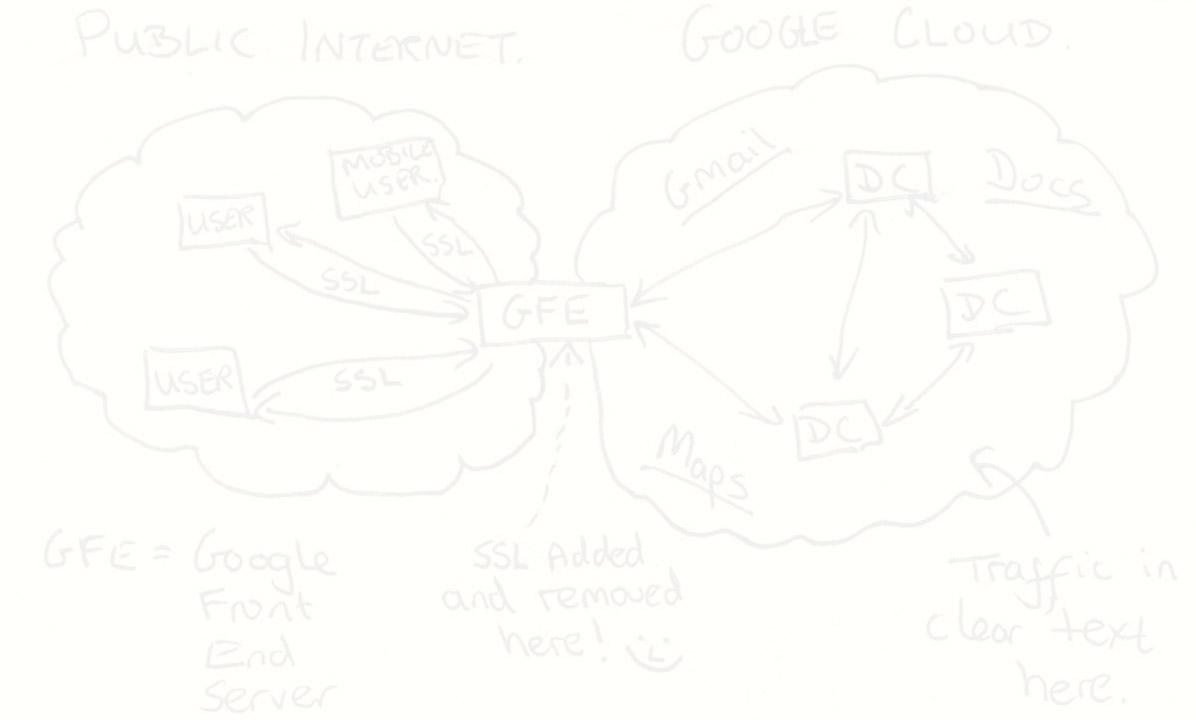 PUBLIC INTERNET.
GOOGLE CLOUD.
MOBILE
USER.
USER
SSL
SSL
GFE
USER
SSL
Gmail
DC
Docs
DC
DC
Maps
GFE = Google
Front
End
Server
SSL Added
and removed
here!
Traffic in
clear text
here.